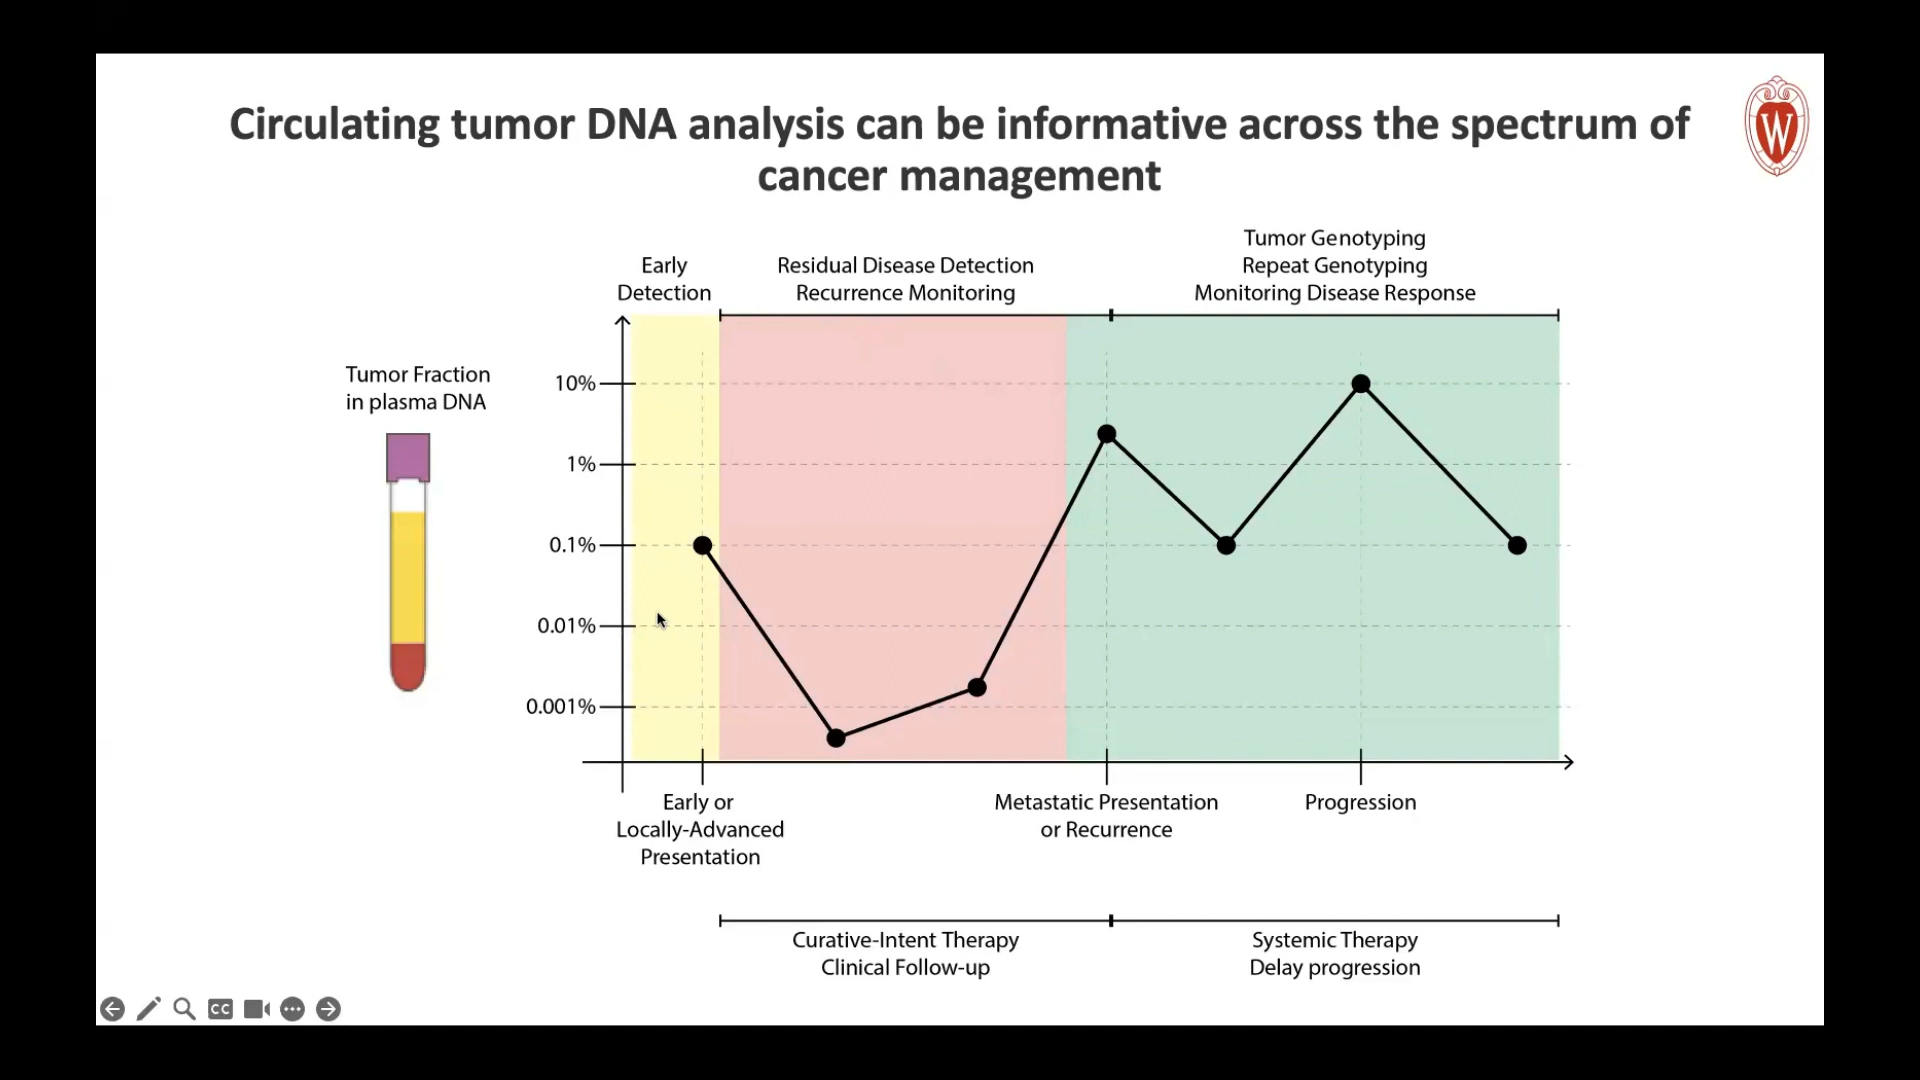 Circulating tumor DNA analysis can be informative across the spectrum of
cancer management
W
Early
Detection
Residual Disease Detection
Recurrence Monitoring
Tumor Genotyping
Repeat Genotyping
Monitoring Disease Response
Tumor Fraction
in plasma DNA
10%
1%
0.1%
0.01%
0.001%
Early or
Locally-Advanced
Presentation
Metastatic Presentation
or Recurrence
Progression
Curative-Intent Therapy
Clinical Follow-up
Systemic Therapy
Delay progression
CC